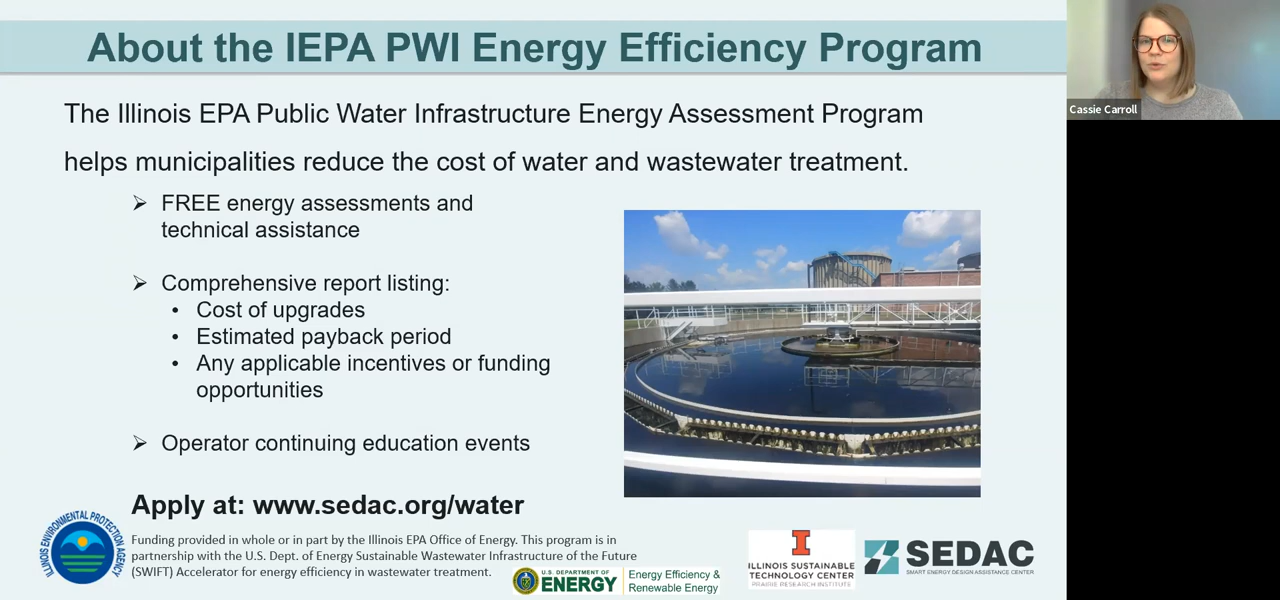 About the IEPA PWI Energy Efficiency Program
Cassie Carroll
The Illinois EPA Public Water Infrastructure Energy Assessment Program
helps municipalities reduce the cost of water and wastewater treatment.
➢ FREE energy assessments and
technical assistance
➢ Comprehensive report listing:
• Cost of upgrades
• Estimated payback period
• Any applicable incentives or funding
opportunities
➢ Operator continuing education events
Apply at: www.sedac.org/water
ILLINOIS ENVIRONMENTAL PROTECTION AGENCY
Funding provided in whole or in part by the Illinois EPA Office of Energy. This program is in
partnership with the U.S. Dept. of Energy Sustainable Wastewater Infrastructure of the Future
(SWIFT) Accelerator for energy efficiency in wastewater treatment.
U.S. DEPARTMENT OF
ENERGY
Energy Efficiency &
Renewable Energy
I
ILLINOIS SUSTAINABLE
TECHNOLOGY CENTER
PRAIRIE RESEARCH INSTITUTE
SEDAC
SMART ENERGY DESIGN ASSISTANCE CENTER